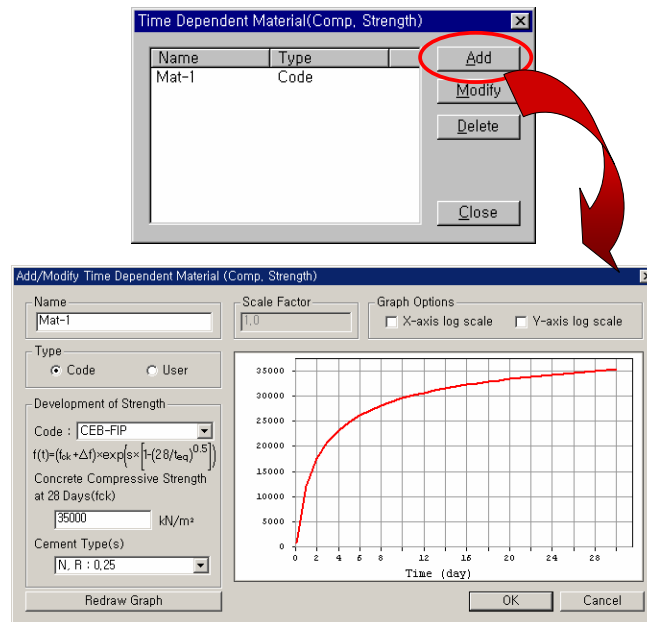 Time Dependent Material(Comp, Strength)
Name Type
Mat-1 Code
Add
Modify
Delete
Close
Add/Modify Time Dependent Material (Comp, Strength)
Name
Mat-1
Scale Factor
1,0
Graph Options
X-axis log scale Y-axis log scale
Type
Code User
Development of Strength
Code : CEB-FIP
f(t)=(fck+Δf)×exp{s×[1-(28/teq)^0.5]}
Concrete Compressive Strength
at 28 Days(fck)
35000 kN/m²
Cement Type(s)
N, R : 0,25
Redraw Graph
35000
30000
25000
20000
15000
10000
5000
0
0 2 4 6 8 12 16 20 24 28
Time (day)
OK Cancel